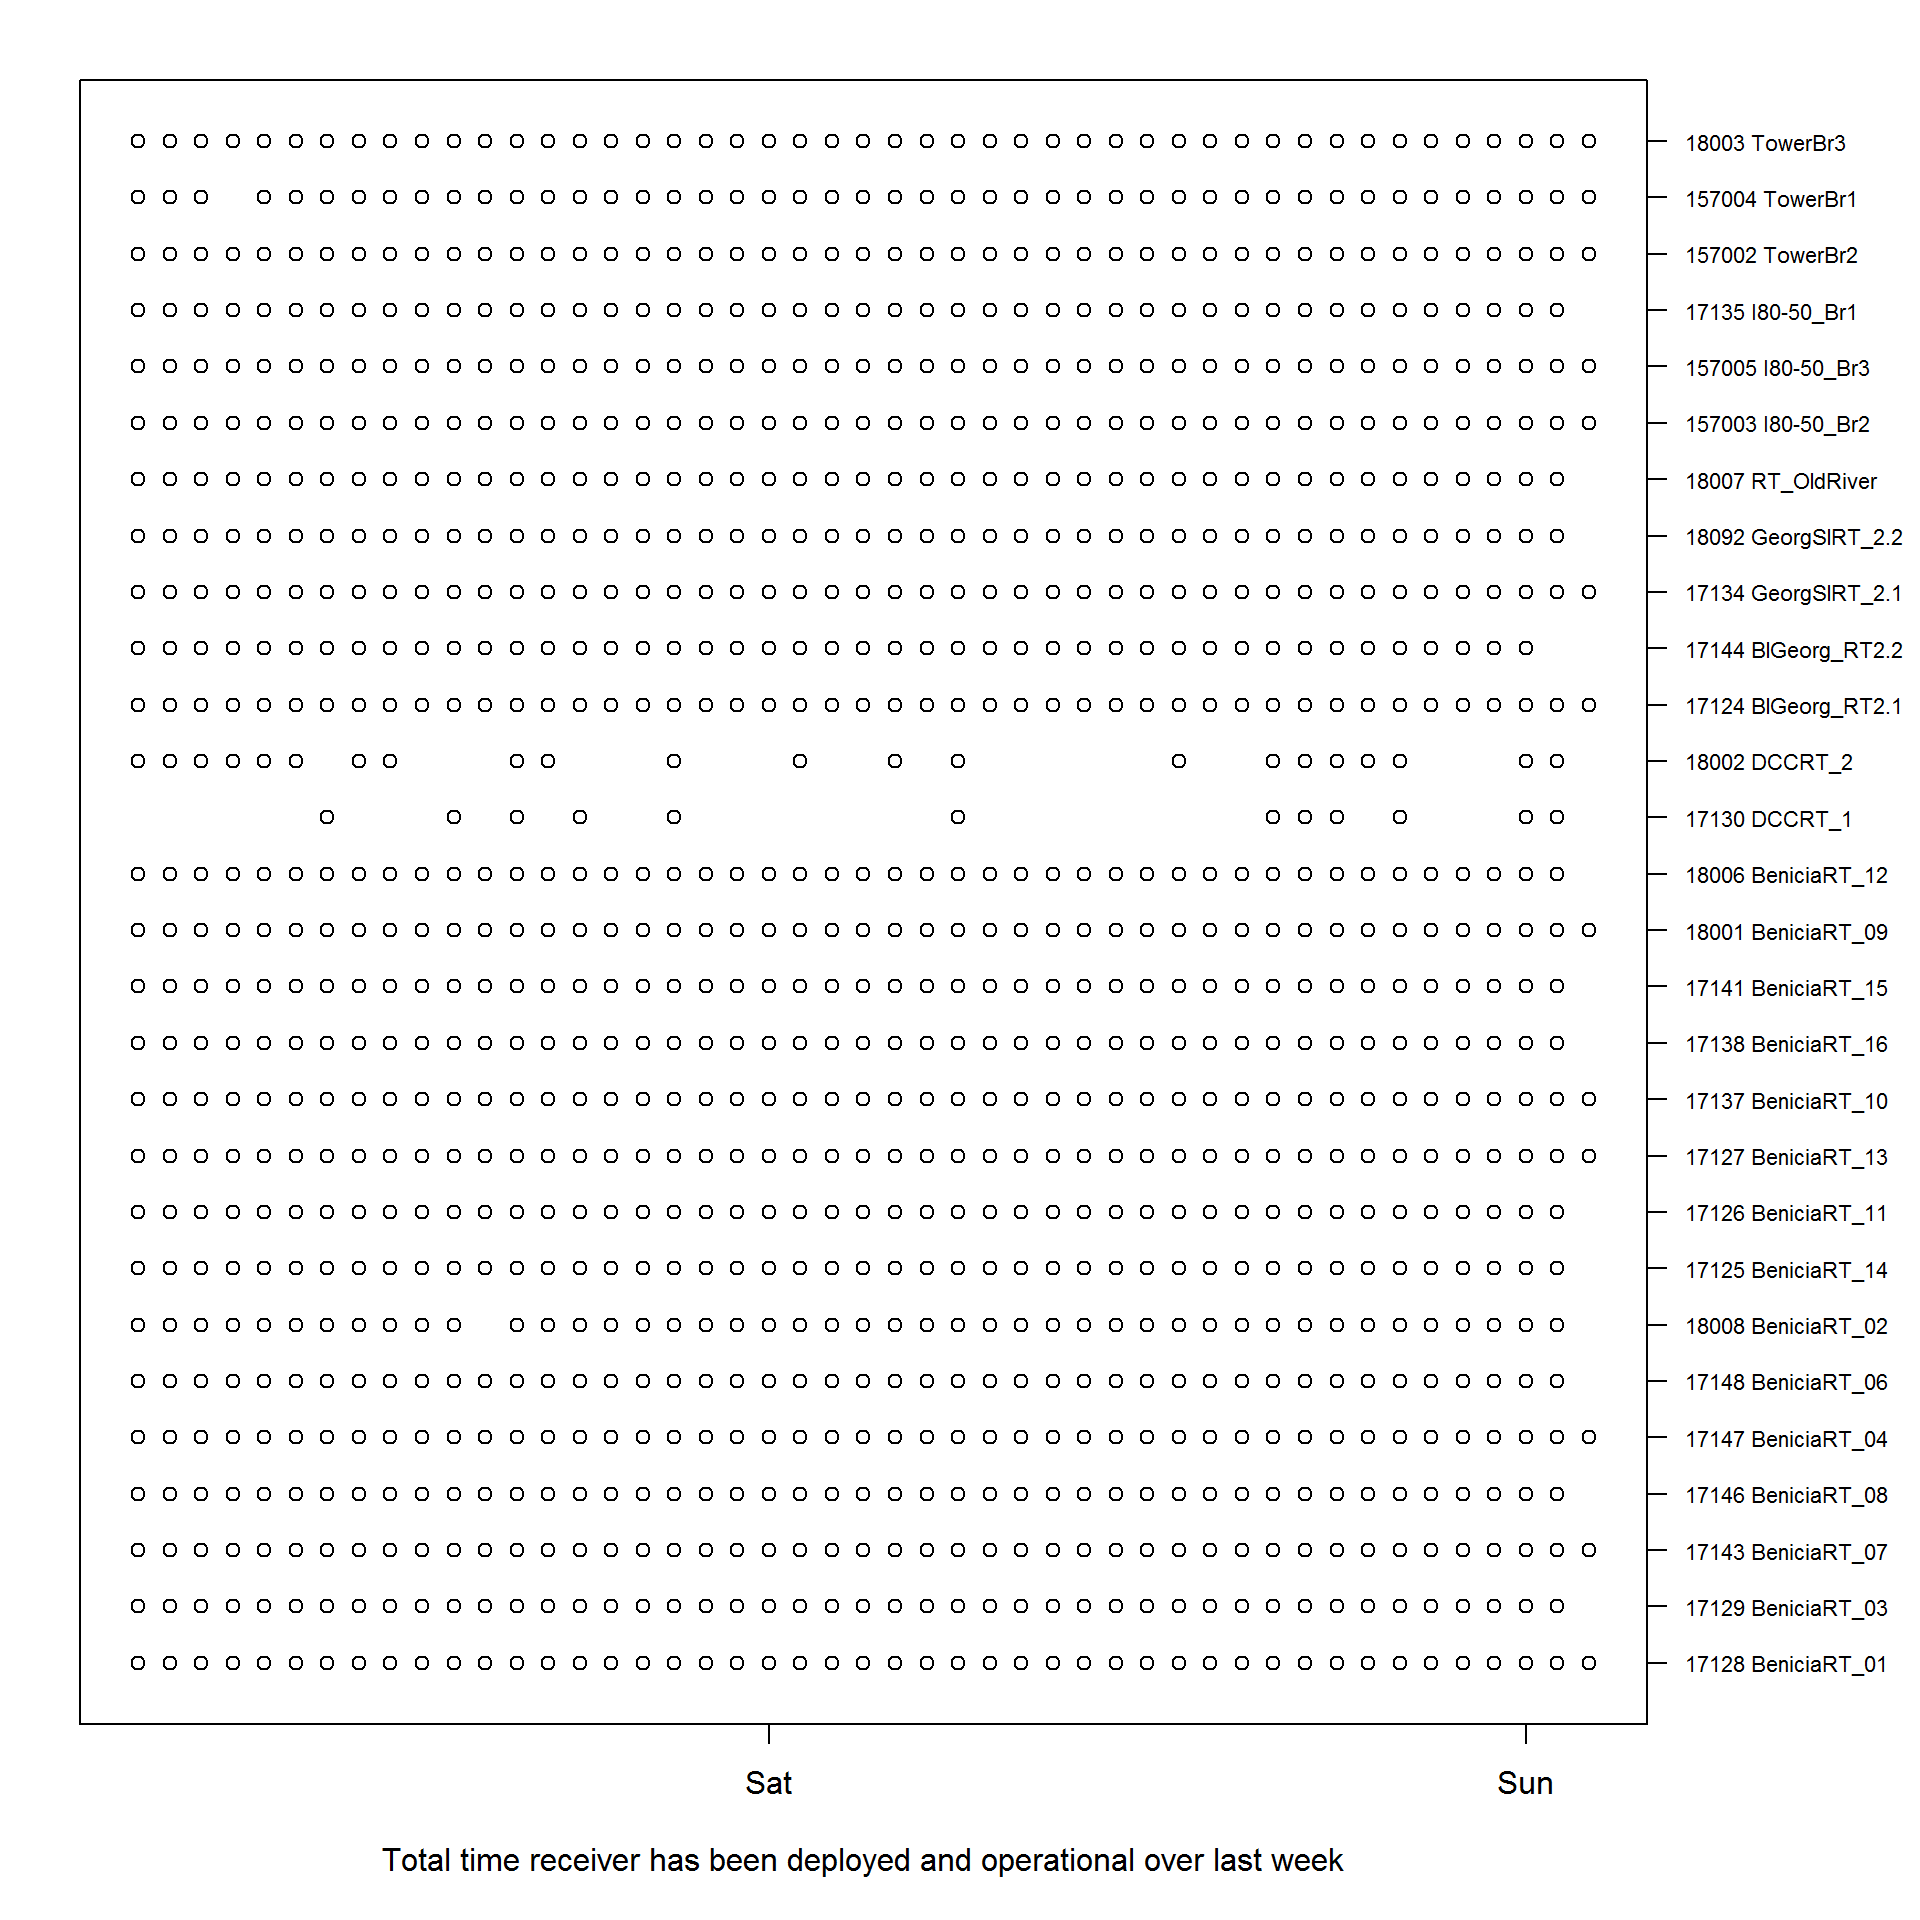 18003 TowerBr3
157004 TowerBr1
157002 TowerBr2
17135 I80-50_Br1
157005 I80-50_Br3
157003 I80-50_Br2
18007 RT_OldRiver
18092 GeorgSlRT_2.2
17134 GeorgSlRT_2.1
17144 BlGeorg_RT2.2
17124 BlGeorg_RT2.1
18002 DCCRT_2
17130 DCCRT_1
18006 BeniciaRT_12
18001 BeniciaRT_09
17141 BeniciaRT_15
17138 BeniciaRT_16
17137 BeniciaRT_10
17127 BeniciaRT_13
17126 BeniciaRT_11
17125 BeniciaRT_14
18008 BeniciaRT_02
17148 BeniciaRT_06
17147 BeniciaRT_04
17146 BeniciaRT_08
17143 BeniciaRT_07
17129 BeniciaRT_03
17128 BeniciaRT_01
Sat Sun
Total time receiver has been deployed and operational over last week